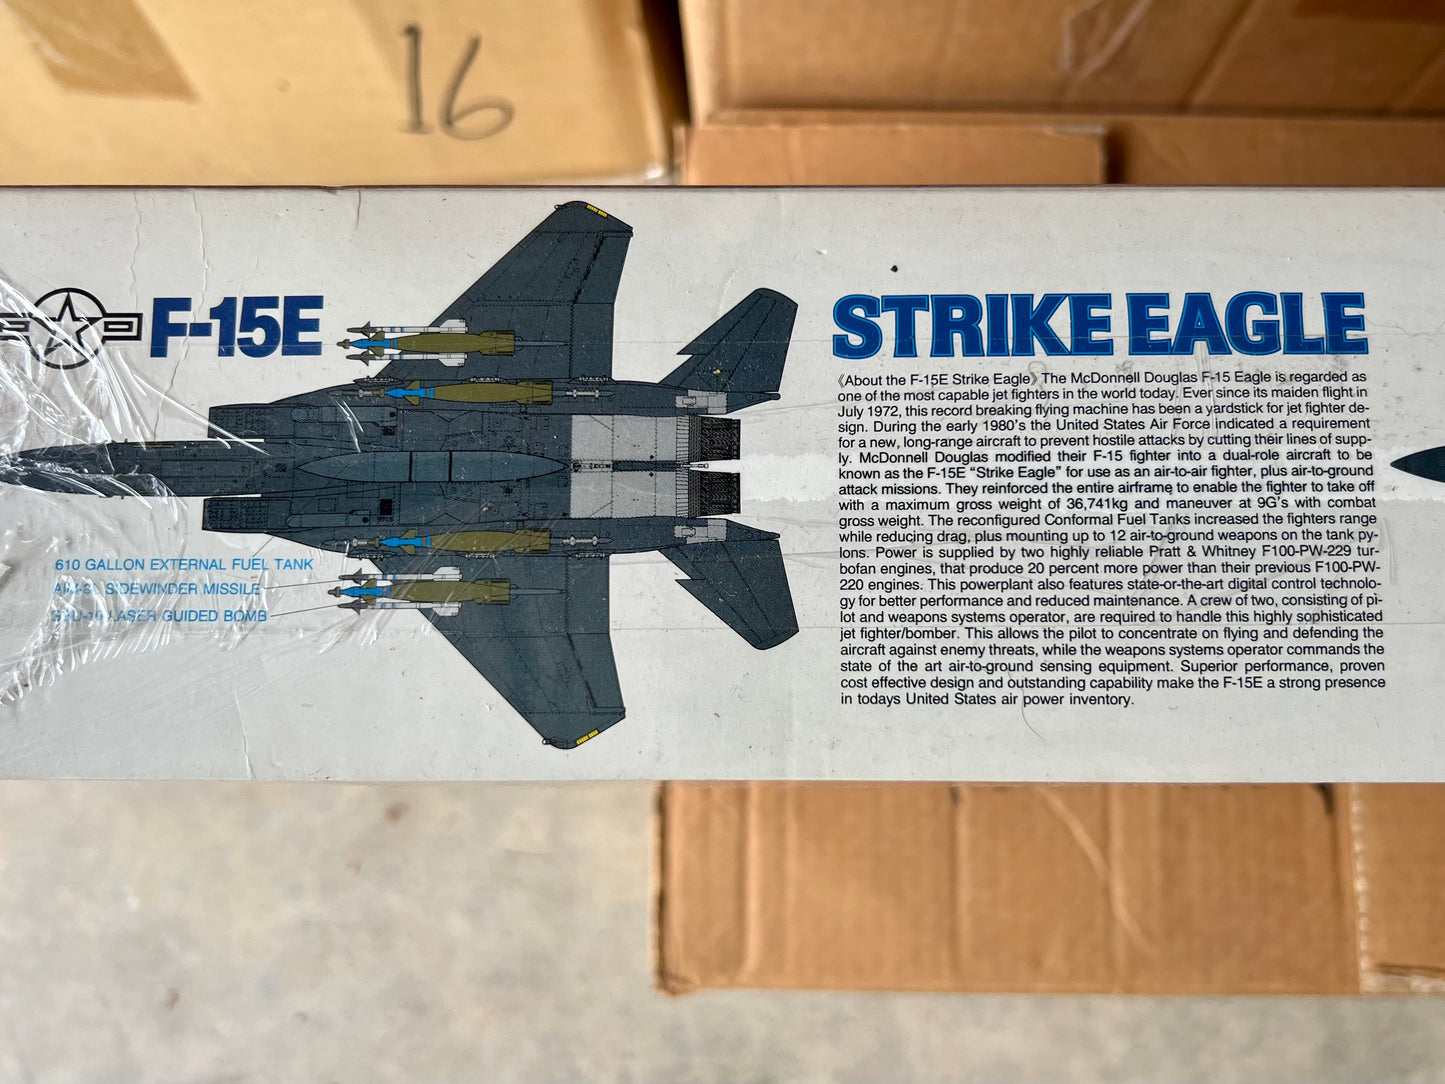 16
F-15E
610 GALLON EXTERNAL FUEL TANK
SIDEWINDER MISSILE
LASER GUIDED BOMB
STRIKE EAGLE
《About the F-15E Strike Eagle》 The McDonnell Douglas F-15 Eagle is regarded as
one of the most capable jet fighters in the world today. Ever since its maiden flight in
July 1972, this record breaking flying machine has been a yardstick for jet fighter de-
sign. During the early 1980's the United States Air Force indicated a requirement
for a new, long-range aircraft to prevent hostile attacks by cutting their lines of supp-
ly. McDonnell Douglas modified their F-15 fighter into a dual-role aircraft to be
known as the F-15E "Strike Eagle" for use as an air-to-air fighter, plus air-to-ground
attack missions. They reinforced the entire airframe to enable the fighter to take off
with a maximum gross weight of 36,741kg and maneuver at 9G's with combat
gross weight. The reconfigured Conformal Fuel Tanks increased the fighters range
while reducing drag, plus mounting up to 12 air-to-ground weapons on the tank py-
lons. Power is supplied by two highly reliable Pratt & Whitney F100-PW-229 tur-
bofan engines, that produce 20 percent more power than their previous F100-PW-
220 engines. This powerplant also features state-or-the-art digital control technolo-
gy for better performance and reduced maintenance. A crew of two, consisting of pi-
lot and weapons systems operator, are required to handle this highly sophisticated
jet fighter/bomber. This allows the pilot to concentrate on flying and defending the
aircraft against enemy threats, while the weapons systems operator commands the
state of the art air-to-ground sensing equipment. Superior performance, proven
cost effective design and outstanding capability make the F-15E a strong presence
in todays United States air power inventory.